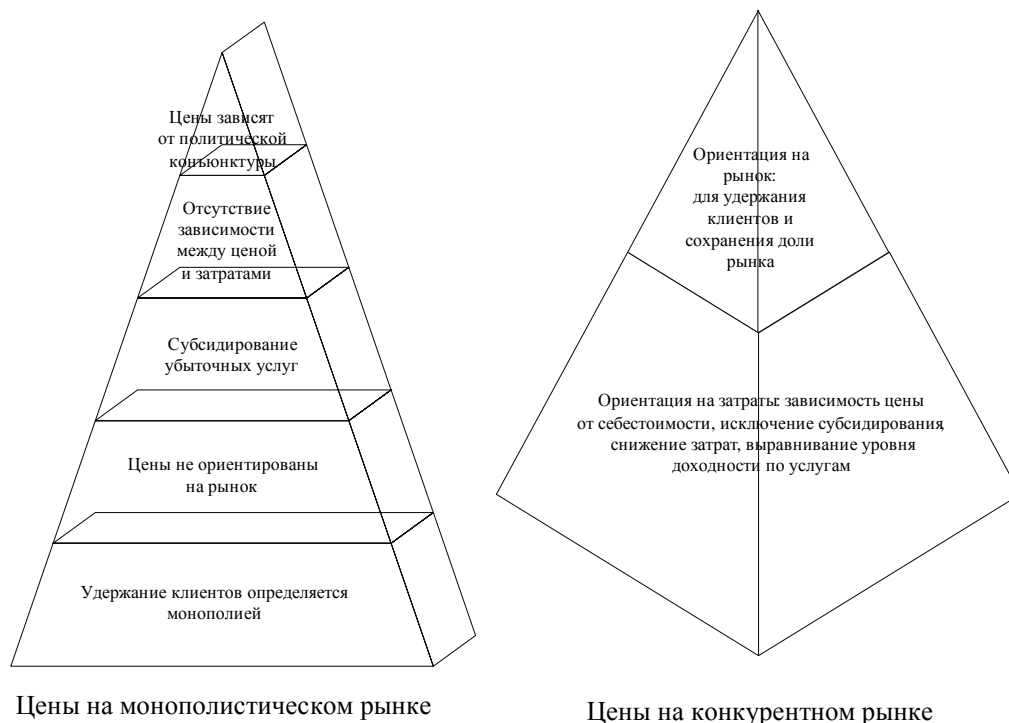 Цены зависят
от политической
конъюнктуры
Отсутствие
зависимости
между ценой
и затратами
Субсидирование
убыточных услуг
Цены не ориентированы
на рынок
Удержание клиентов определяется
монополией
Цены на монополистическом рынке
Ориентация на
рынок:
для удержания
клиентов и
сохранения доли
рынка
Ориентация на затраты: зависимость цены
от себестоимости, исключение субсидирования,
снижение затрат, выравнивание уровня
доходности по услугам
Цены на конкурентном рынке